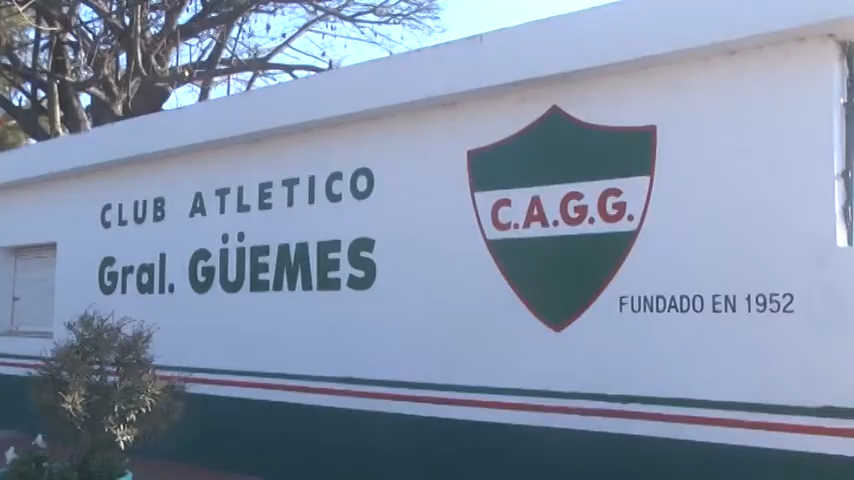 CLUB ATLETICO
Gral. GÜEMES
C.A.G.G.
FUNDADO EN 1952